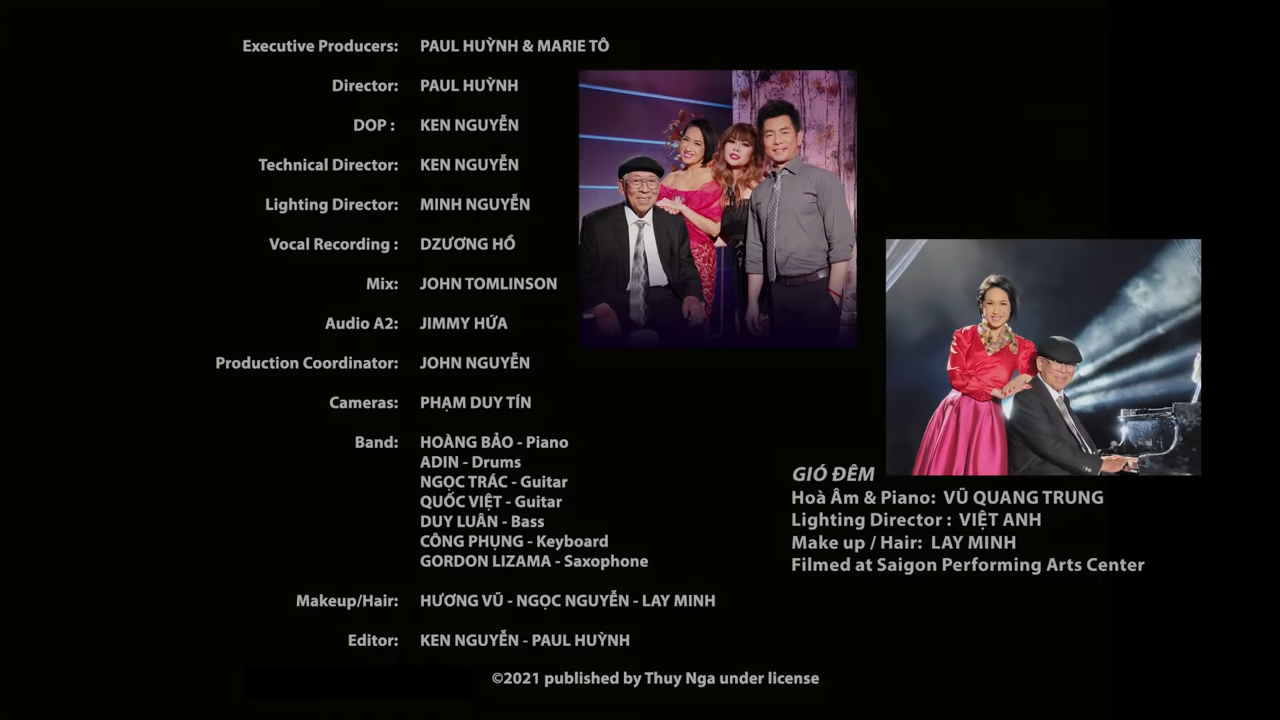 Executive Producers: PAUL HUỲNH & MARIE TÔ
Director: PAUL HUỲNH
DOP : KEN NGUYỄN
Technical Director: KEN NGUYỄN
Lighting Director: MINH NGUYỄN
Vocal Recording : DZƯƠNG HỒ
Mix: JOHN TOMLINSON
Audio A2: JIMMY HỨA
Production Coordinator: JOHN NGUYỄN
Cameras: PHẠM DUY TÍN
Band: HOÀNG BẢO - Piano
ADIN - Drums
NGỌC TRÁC - Guitar
QUỐC VIỆT - Guitar
DUY LUÂN - Bass
CÔNG PHỤNG - Keyboard
GORDON LIZAMA - Saxophone
Makeup/Hair: HƯƠNG VŨ - NGỌC NGUYỄN - LAY MINH
Editor: KEN NGUYỄN - PAUL HUỲNH
GIÓ ĐÊM
Hoà Âm & Piano: VŨ QUANG TRUNG
Lighting Director : VIỆT ANH
Make up / Hair: LAY MINH
Filmed at Saigon Performing Arts Center
©2021 published by Thuy Nga under license